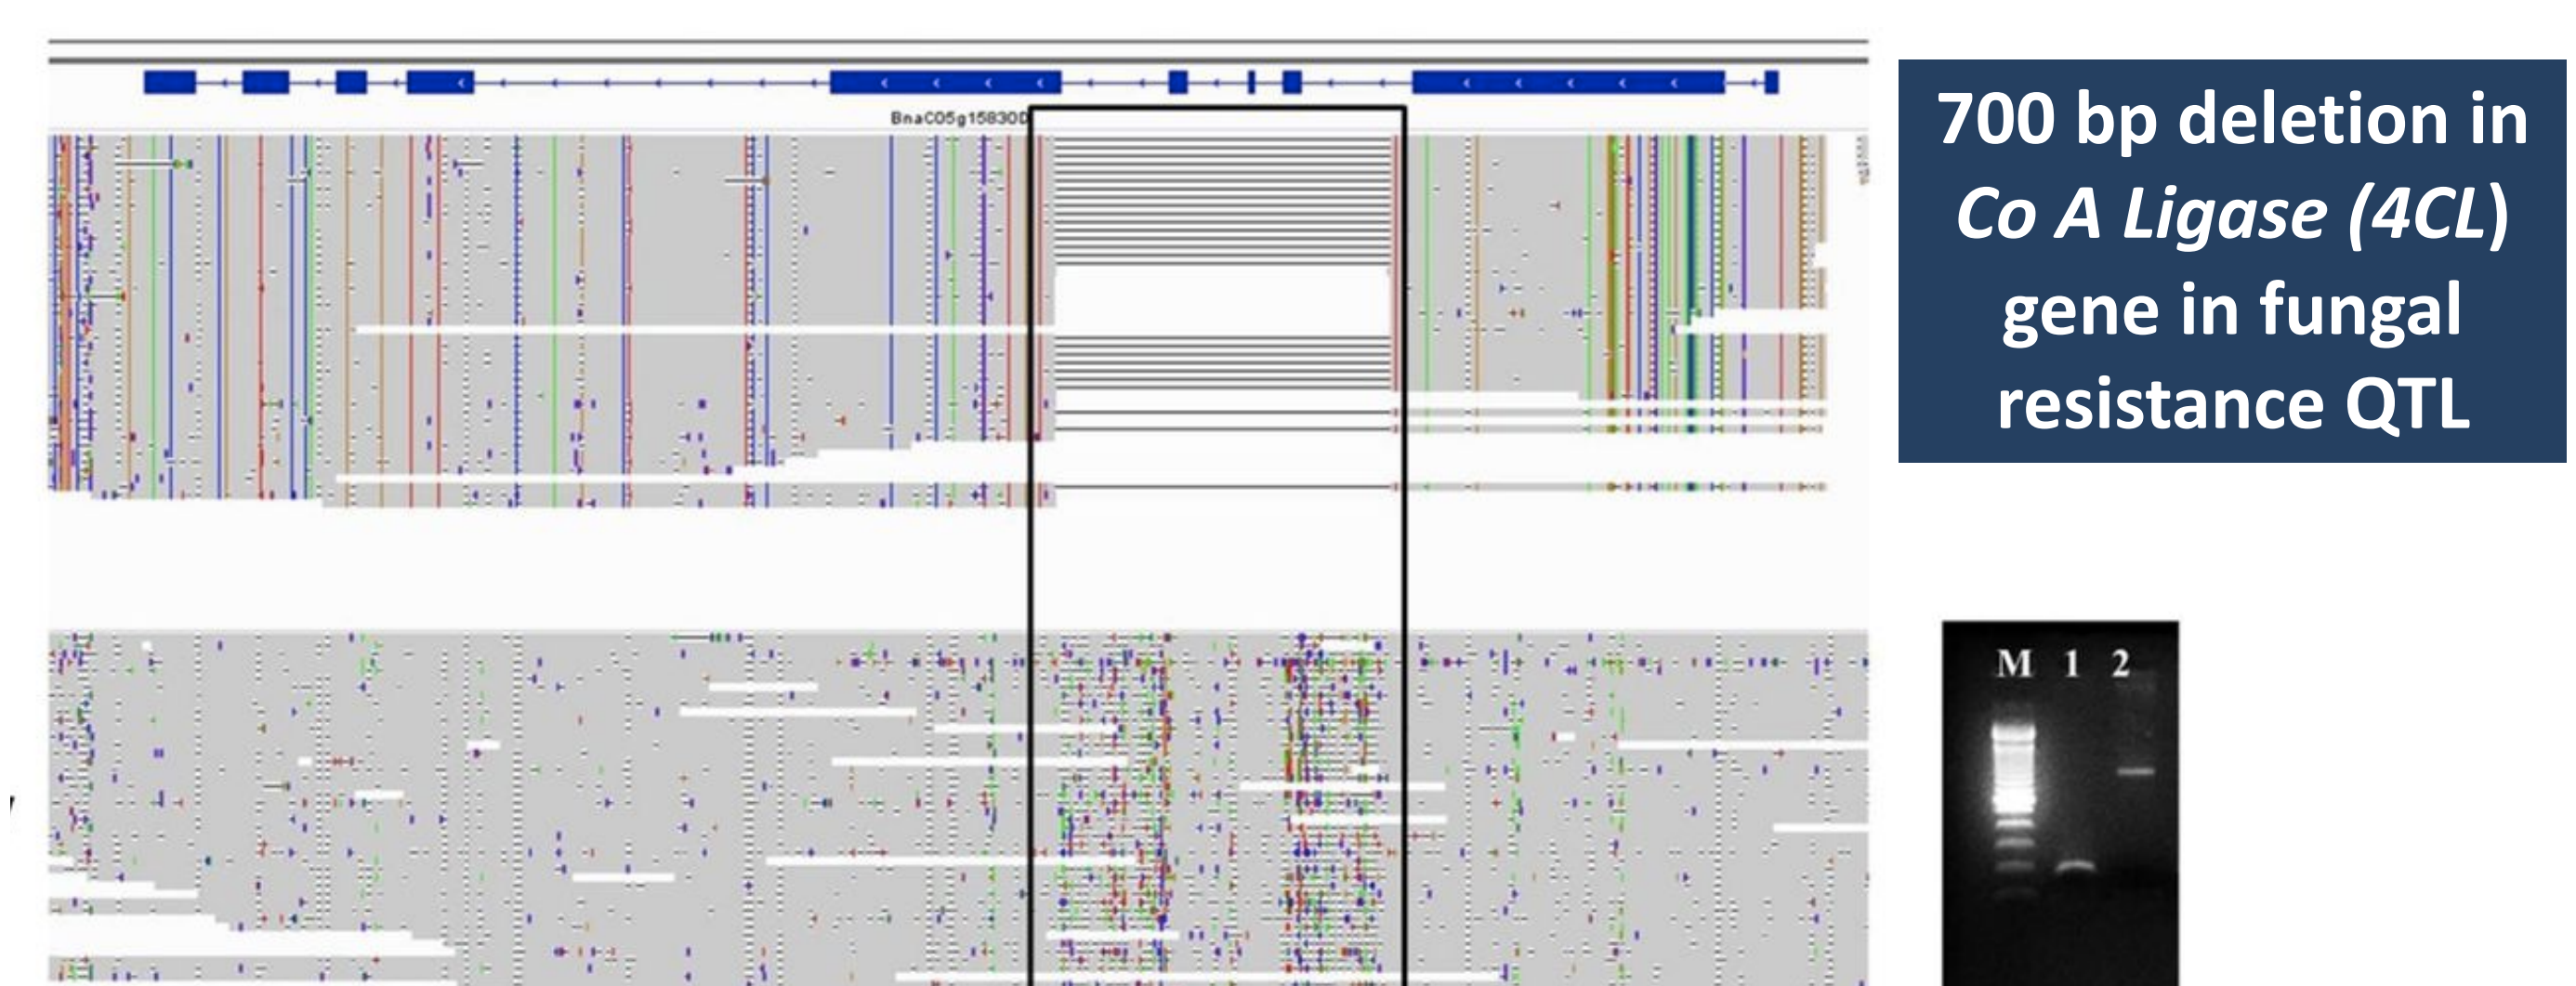 BnaC05g15830D
700 bp deletion in
Co A Ligase (4CL)
gene in fungal
resistance QTL
M 1 2